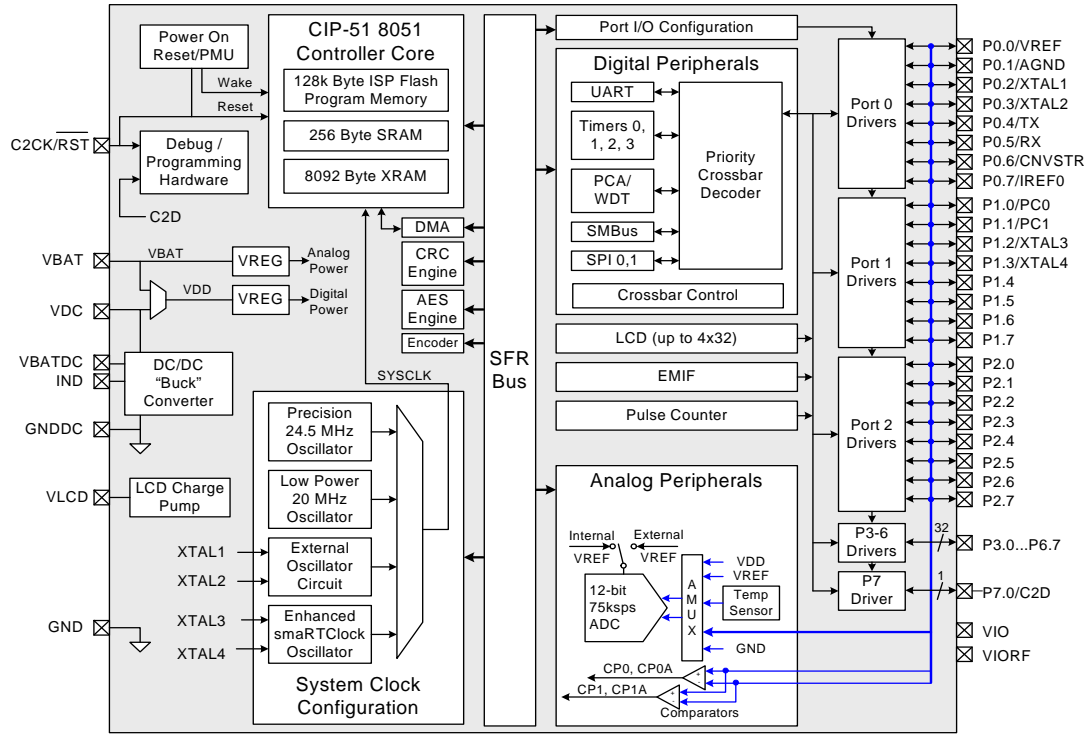 Power On
Reset/PMU
Wake
Reset
C2CK/RST
Debug /
Programming
Hardware
C2D
CIP-51 8051
Controller Core
128k Byte ISP Flash
Program Memory
256 Byte SRAM
8092 Byte XRAM
DMA
CRC
Engine
AES
Engine
Encoder
SYSCLK
VBAT
VBAT
VREG
Analog
Power
VDC
VDD
VREG
Digital
Power
VBATDC
IND
GNDDC
DC/DC
“Buck”
Converter
VLCD
LCD Charge
Pump
XTAL1
XTAL2
XTAL3
XTAL4
GND
Precision
24.5 MHz
Oscillator
Low Power
20 MHz
Oscillator
External
Oscillator
Circuit
Enhanced
smaRTClock
Oscillator
System Clock
Configuration
SFR
Bus
Port I/O Configuration
Digital Peripherals
UART
Timers 0,
1, 2, 3
PCA/
WDT
SMBus
SPI 0,1
Priority
Crossbar
Decoder
Crossbar Control
LCD (up to 4x32)
EMIF
Pulse Counter
Analog Peripherals
Internal
VREF
External
VREF
12-bit
75ksps
ADC
A
M
U
X
VDD
VREF
Temp
Sensor
GND
CP0, CP0A
+
-
CP1, CP1A
+
-
Comparators
Port 0
Drivers
Port 1
Drivers
Port 2
Drivers
P3-6
Drivers
P7
Driver
32
1
P0.0/VREF
P0.1/AGND
P0.2/XTAL1
P0.3/XTAL2
P0.4/TX
P0.5/RX
P0.6/CNVSTR
P0.7/IREF0
P1.0/PC0
P1.1/PC1
P1.2/XTAL3
P1.3/XTAL4
P1.4
P1.5
P1.6
P1.7
P2.0
P2.1
P2.2
P2.3
P2.4
P2.5
P2.6
P2.7
P3.0...P6.7
P7.0/C2D
VIO
VIORF